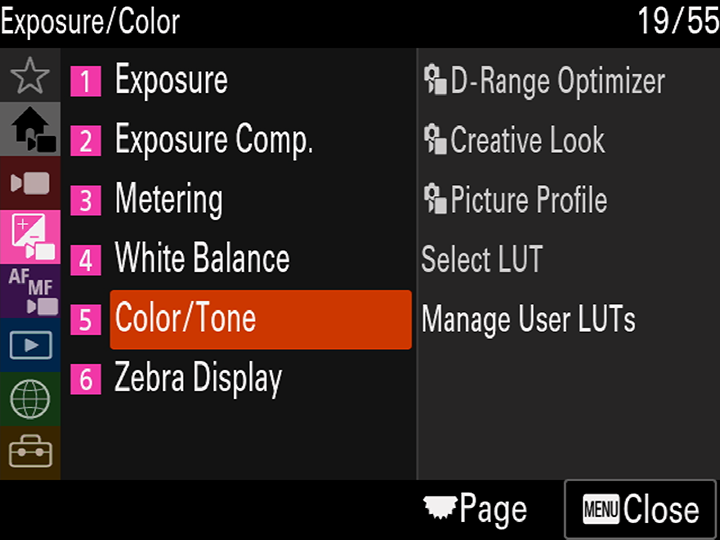 Exposure/Color 19/55
1 Exposure
2 Exposure Comp.
3 Metering
4 White Balance
5 Color/Tone
6 Zebra Display
D-Range Optimizer
Creative Look
Picture Profile
Select LUT
Manage User LUTs
AF MF
Page MENU Close